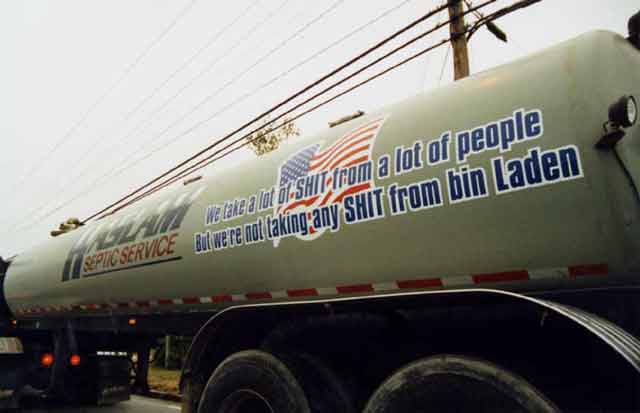 HASLAM
SEPTIC SERVICE
We take a lot of SHIT from a lot of people
But we're not taking any SHIT from bin Laden